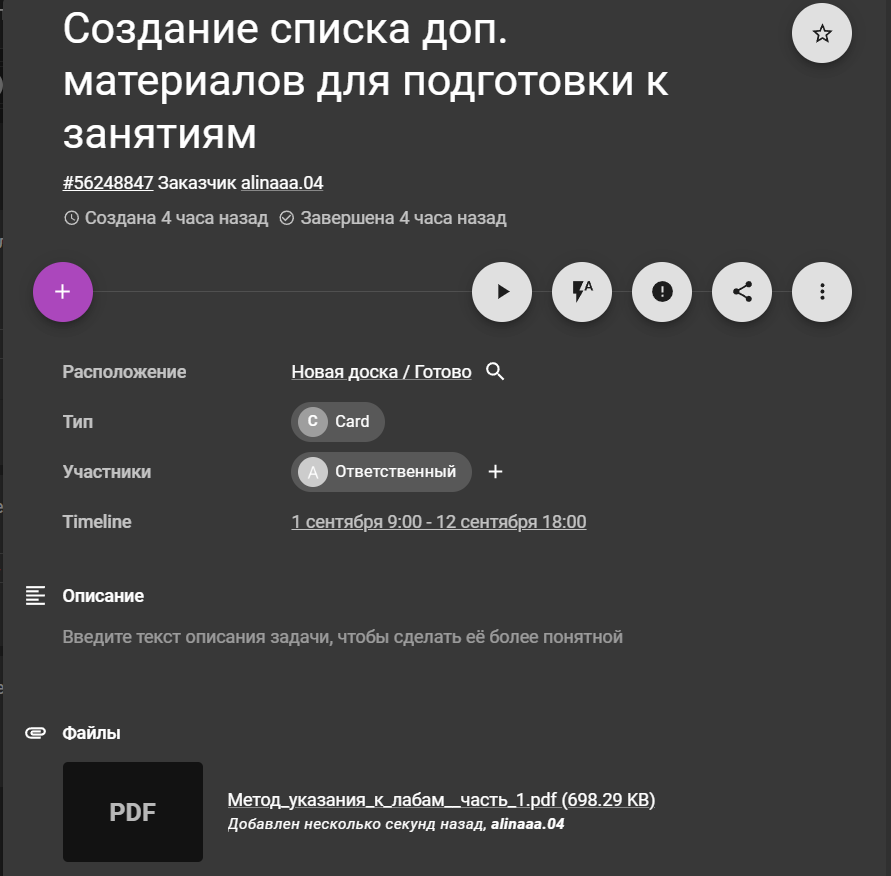 Создание списка доп.
материалов для подготовки к
занятиям
#56248847 Заказчик alinaaa.04
Создана 4 часа назад Завершена 4 часа назад
A
Расположение Новая доска / Готово
Тип C Card
Участники A Ответственный
Timeline 1 сентября 9:00 - 12 сентября 18:00
Описание
Введите текст описания задачи, чтобы сделать её более понятной
Файлы
PDF Метод_указания_к_лабам__часть_1.pdf (698.29 KB)
Добавлен несколько секунд назад, alinaaa.04